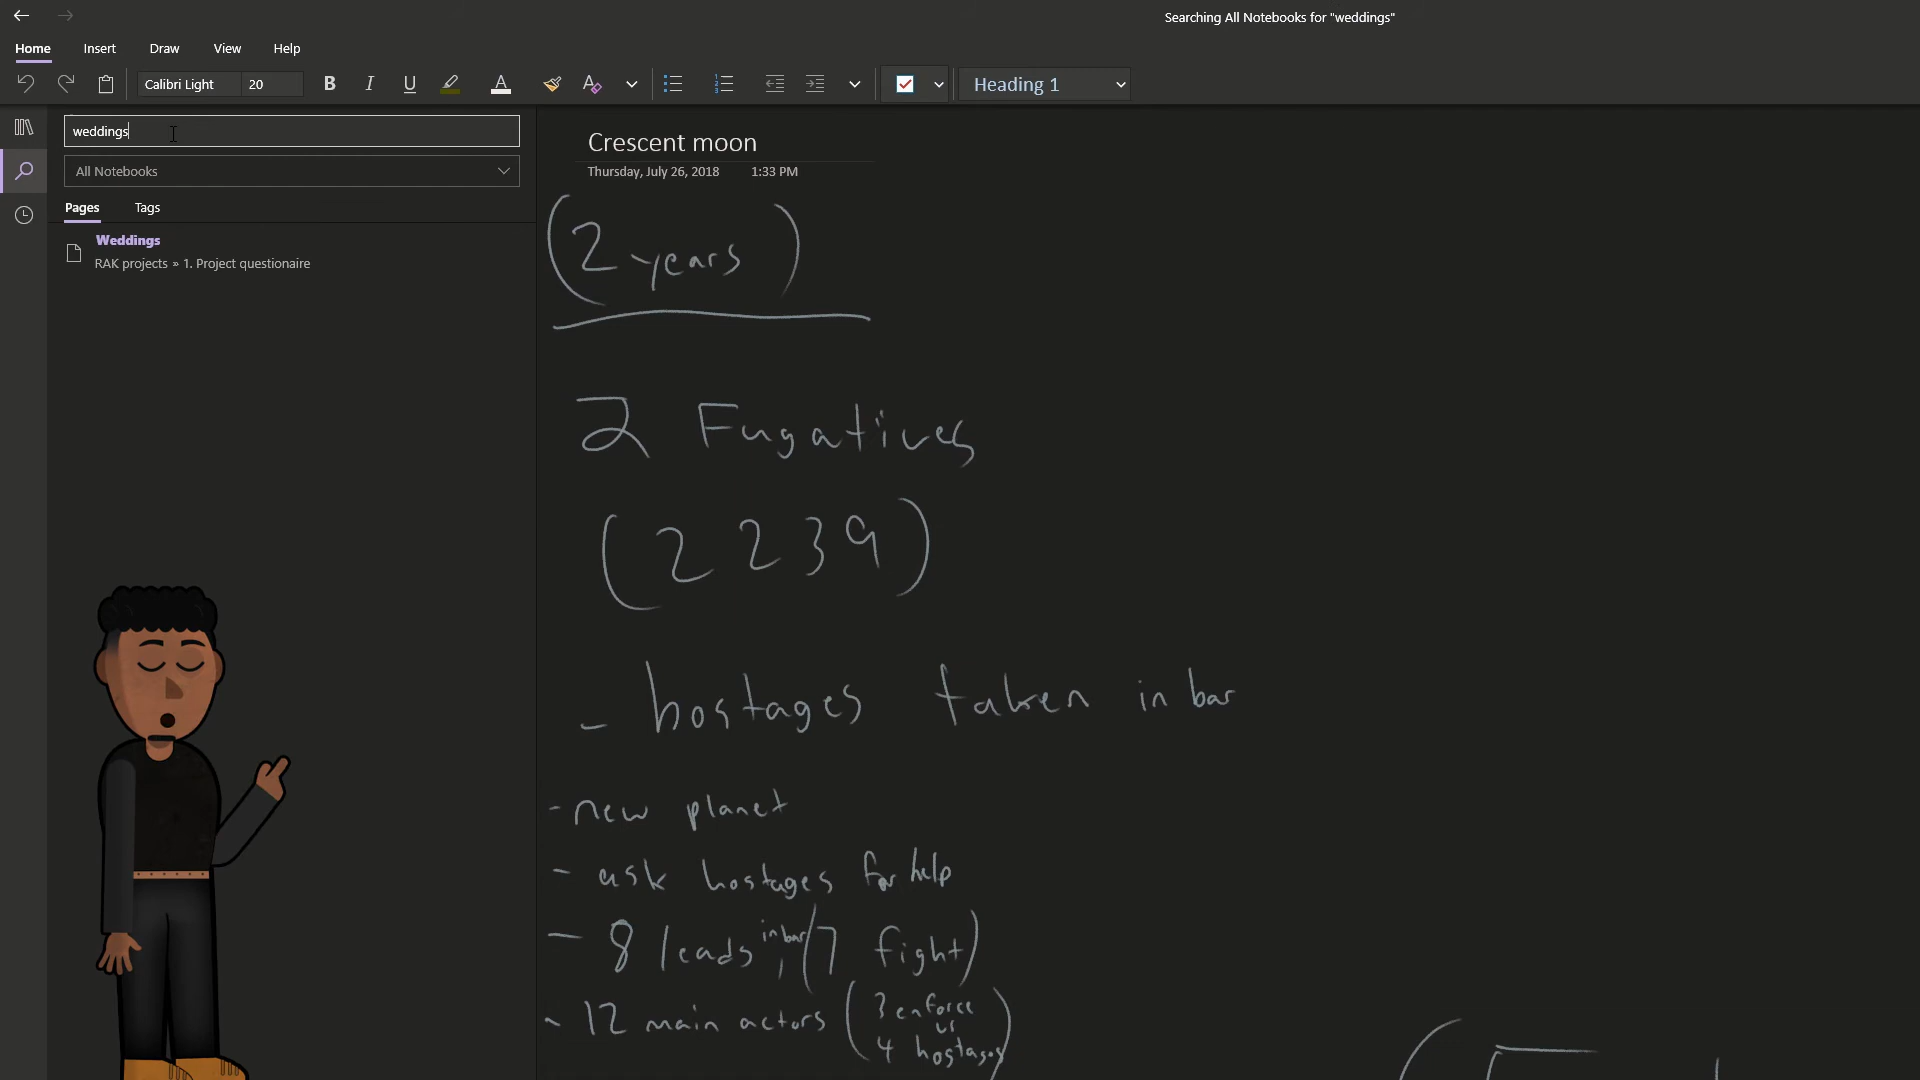 Searching All Notebooks for "weddings"
Home Insert Draw View Help
Calibri Light 20 B I U A A Heading 1
weddings
All Notebooks
Pages Tags
Weddings
RAK projects » 1. Project questionaire
Crescent moon
Thursday, July 26, 2018 1:33 PM
(2 years)
2 Fugatives
(2239)
- hostages taken in bar
- new planet
- ask hostages for help
- 8 leads in bar, (7 fight)
- 12 main actors (3 enforce
vs
4 hostages)